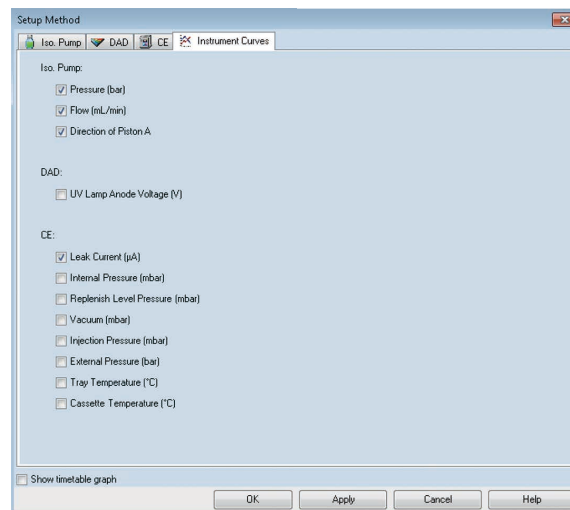 Setup Method
Iso. Pump DAD CE Instrument Curves
Iso. Pump:
Pressure (bar)
Flow (mL/min)
Direction of Piston A
DAD:
UV Lamp Anode Voltage (V)
CE:
Leak Current (µA)
Internal Pressure (mbar)
Replenish Level Pressure (mbar)
Vacuum (mbar)
Injection Pressure (mbar)
External Pressure (bar)
Tray Temperature (°C)
Cassette Temperature (°C)
Show timetable graph
OK Apply Cancel Help